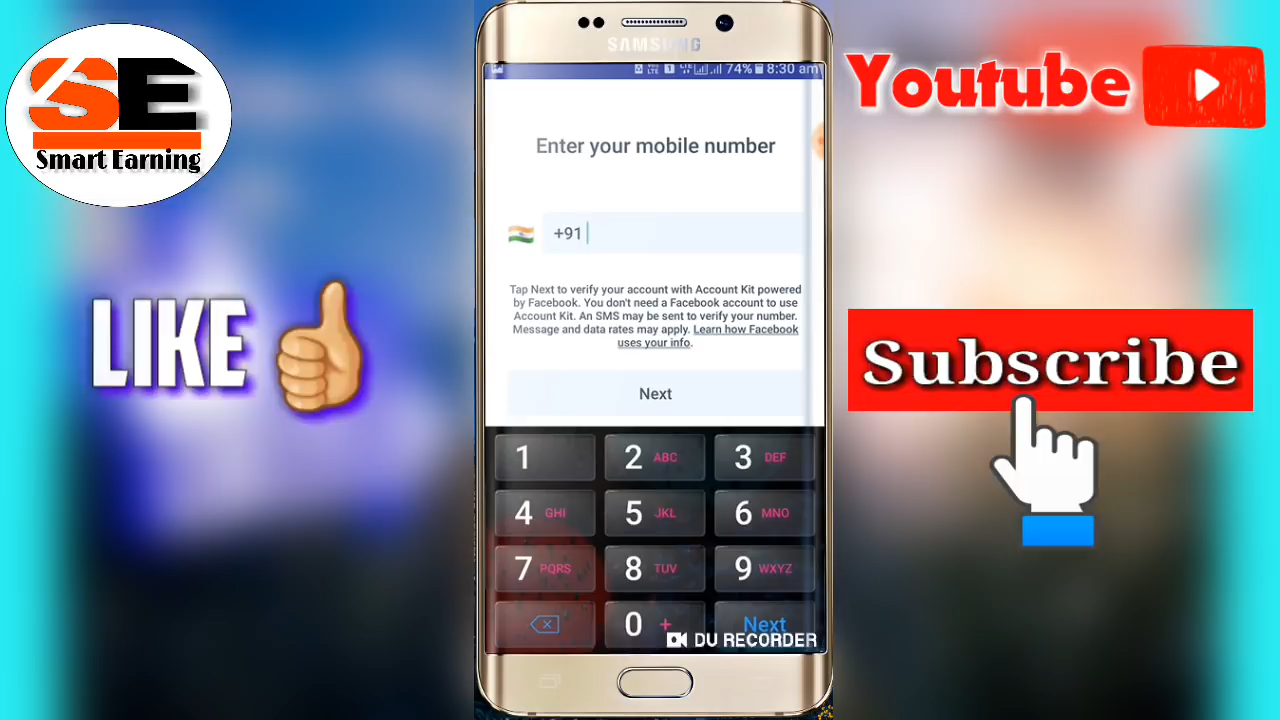 SE
Smart Earning
LIKE
SAMSUNG
74% 8:30 am
Enter your mobile number
+91
Tap Next to verify your account with Account Kit powered
by Facebook. You don't need a Facebook account to use
Account Kit. An SMS may be sent to verify your number.
Message and data rates may apply. Learn how Facebook
uses your info.
Next
1
2 ABC
3 DEF
4 GHI
5 JKL
6 MNO
7 PQRS
8 TUV
9 WXYZ
0 +
Next
DU RECORDER
Youtube
Subscribe